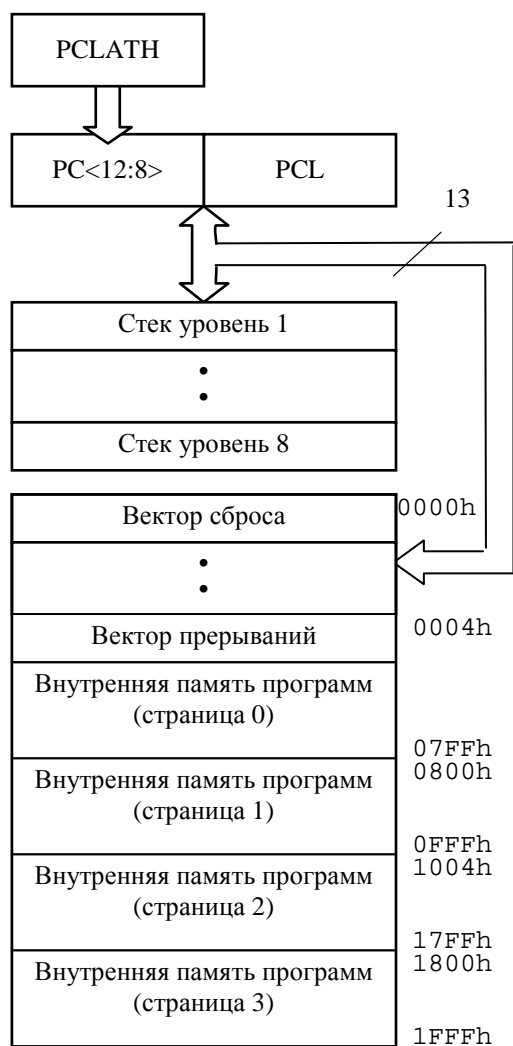 PCLATH
PC<12:8>
PCL
13
Стек уровень 1
Стек уровень 8
Вектор сброса
0000h
Вектор прерываний
0004h
Внутренняя память программ
(страница 0)
07FFh
0800h
Внутренняя память программ
(страница 1)
0FFFh
1004h
Внутренняя память программ
(страница 2)
17FFh
1800h
Внутренняя память программ
(страница 3)
1FFFh